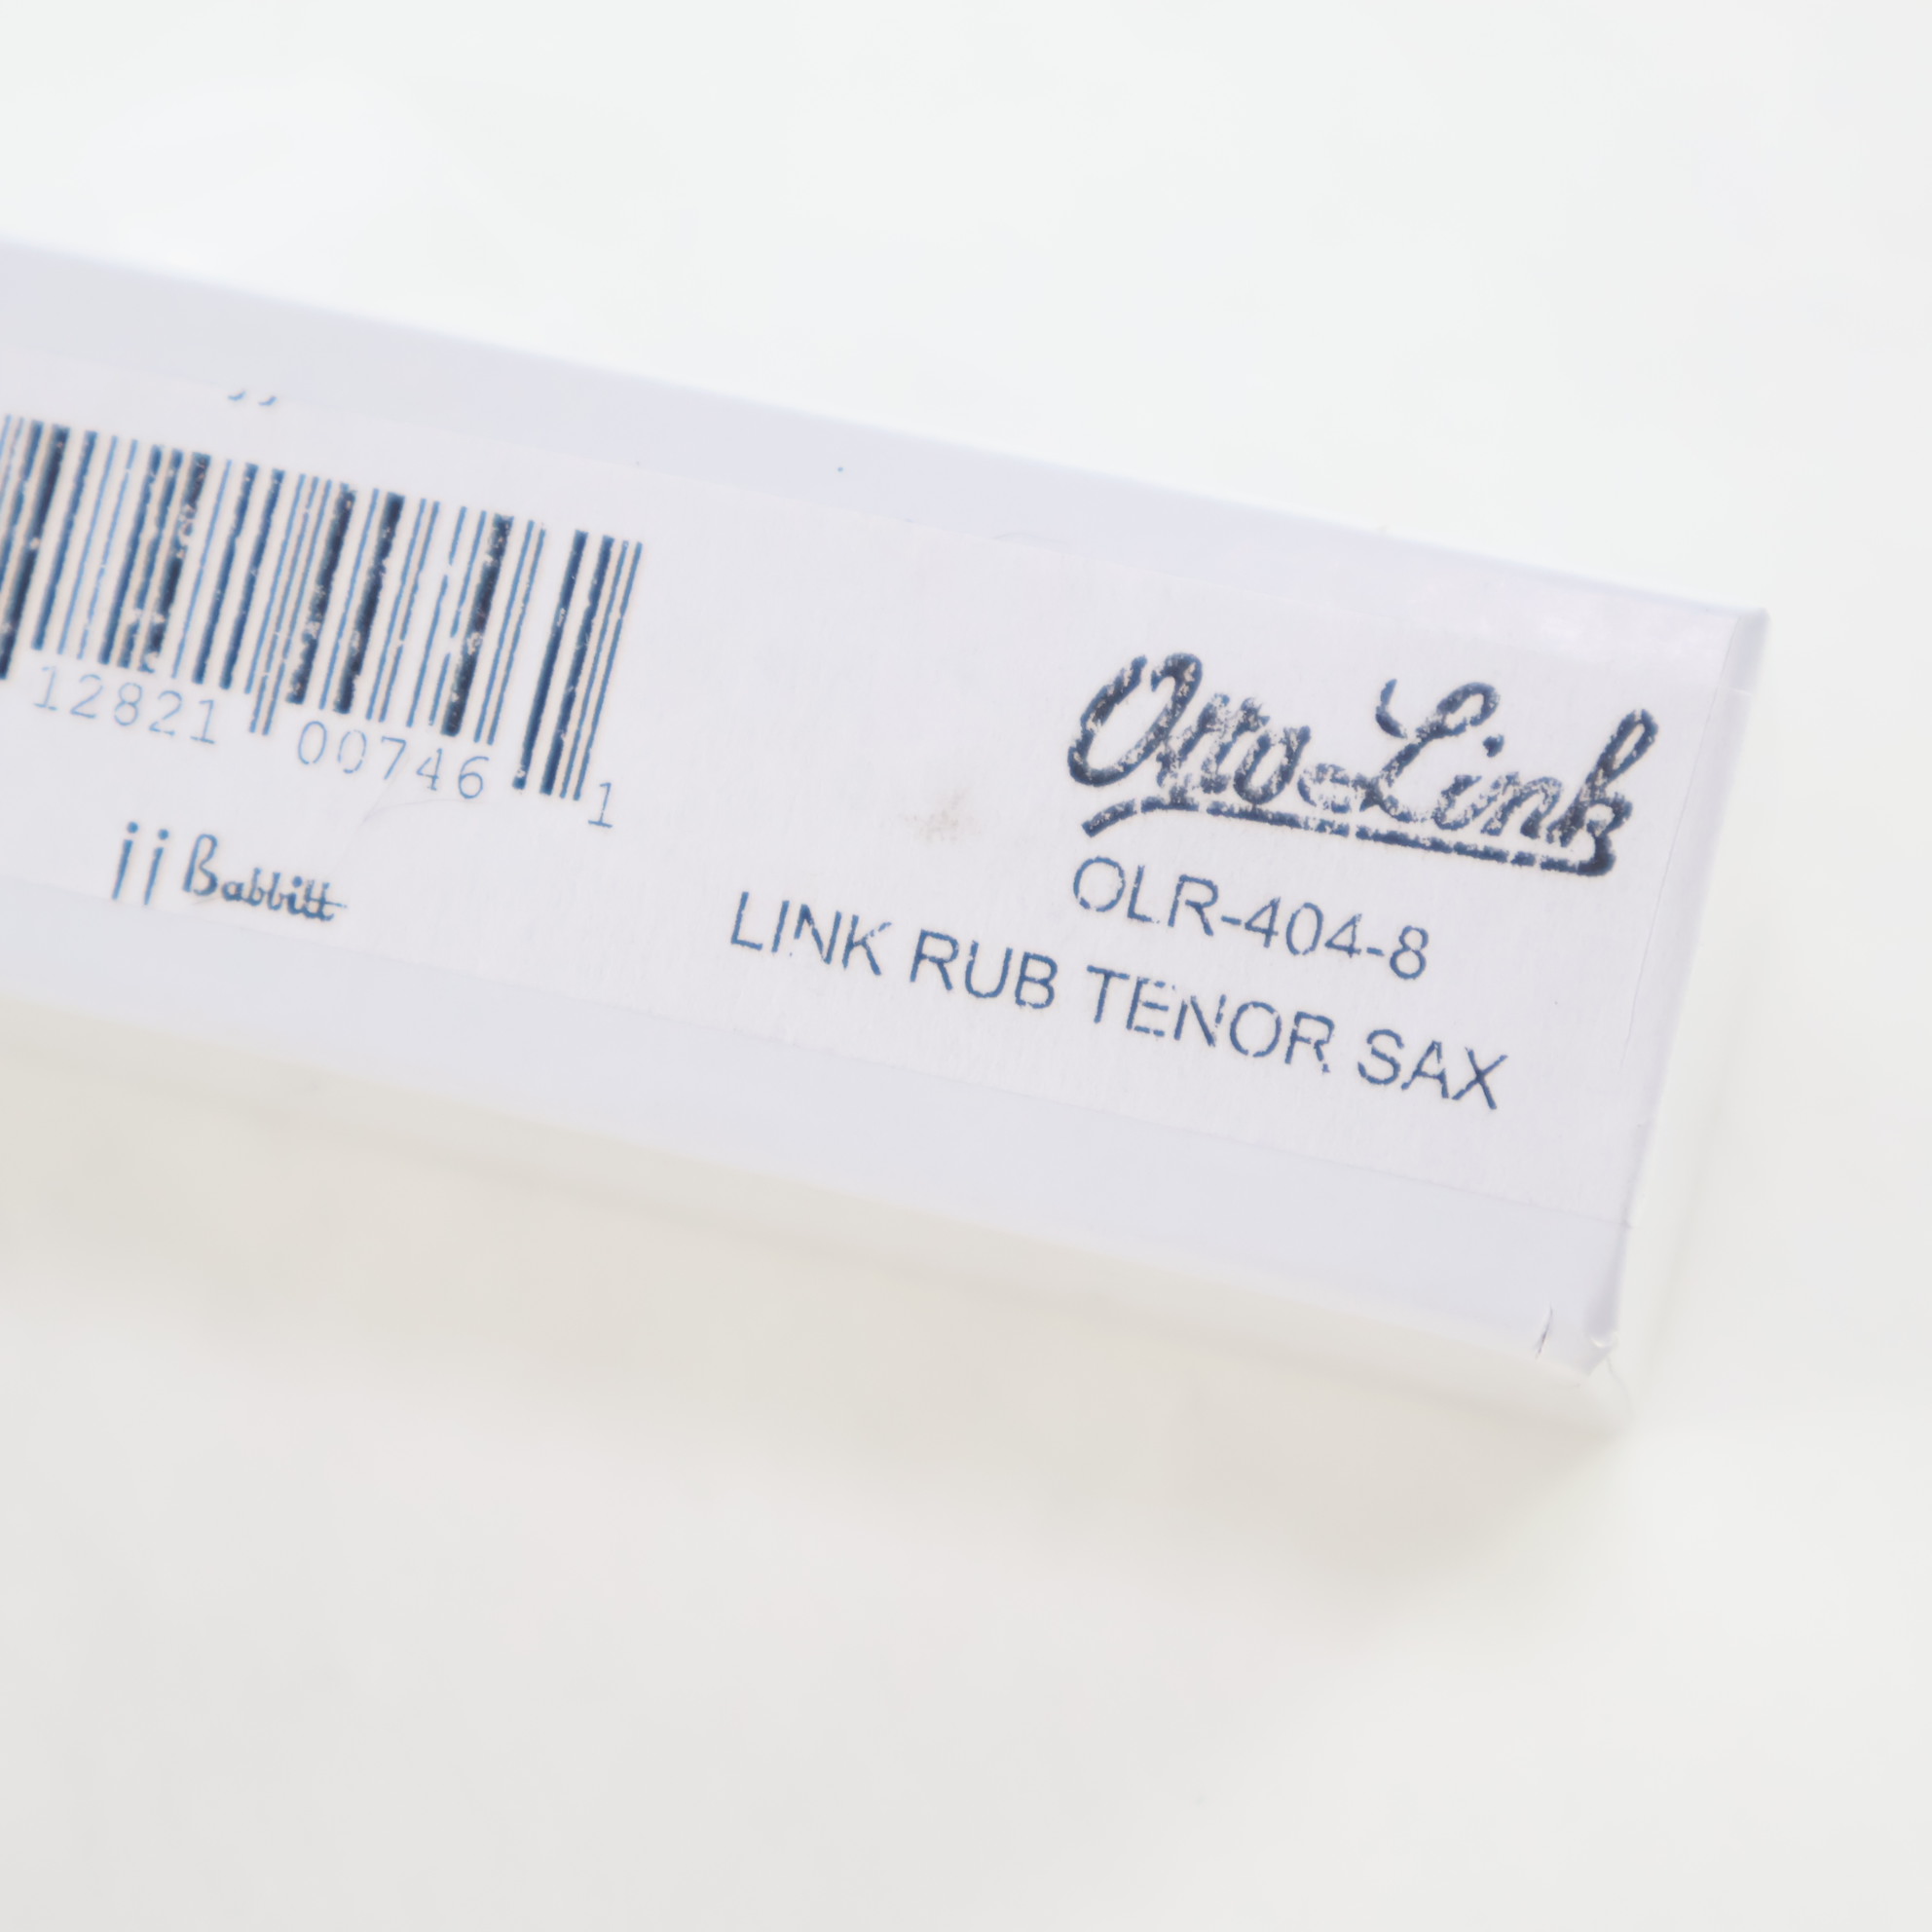 12821 00746 1
jj Babbitt
Otto Link
OLR-404-8
LINK RUB TENOR SAX